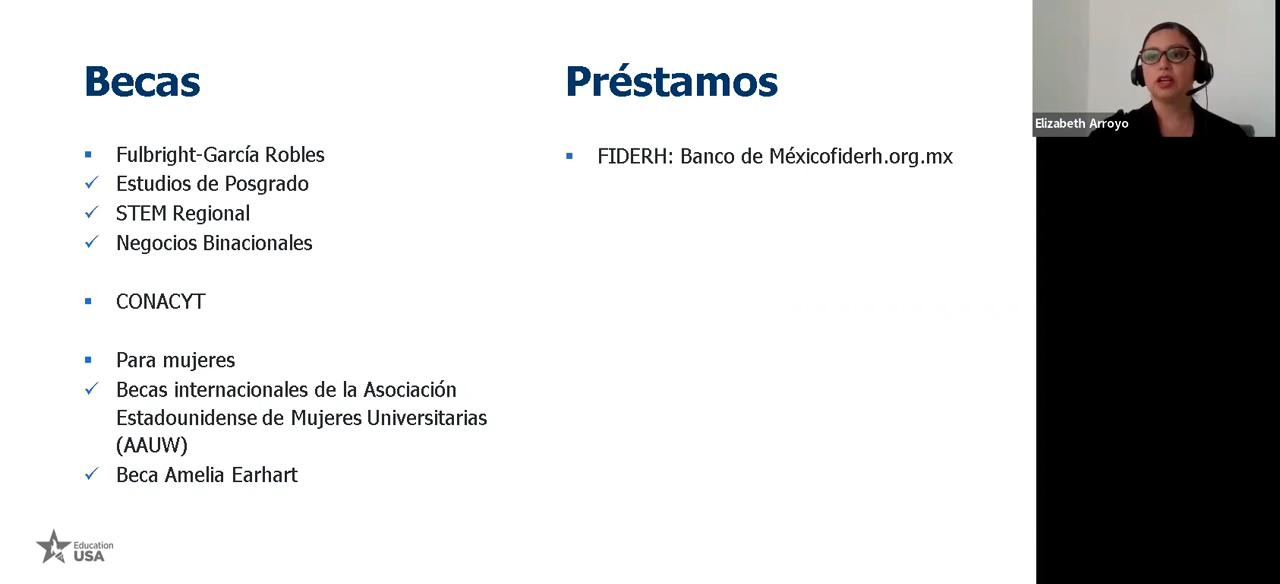 Becas
Fulbright-García Robles
Estudios de Posgrado
STEM Regional
Negocios Binacionales
CONACYT
Para mujeres
Becas internacionales de la Asociación
Estadounidense de Mujeres Universitarias
(AAUW)
Beca Amelia Earhart
Préstamos
FIDERH: Banco de Méxicofiderh.org.mx
Elizabeth Arroyo
Education
USA